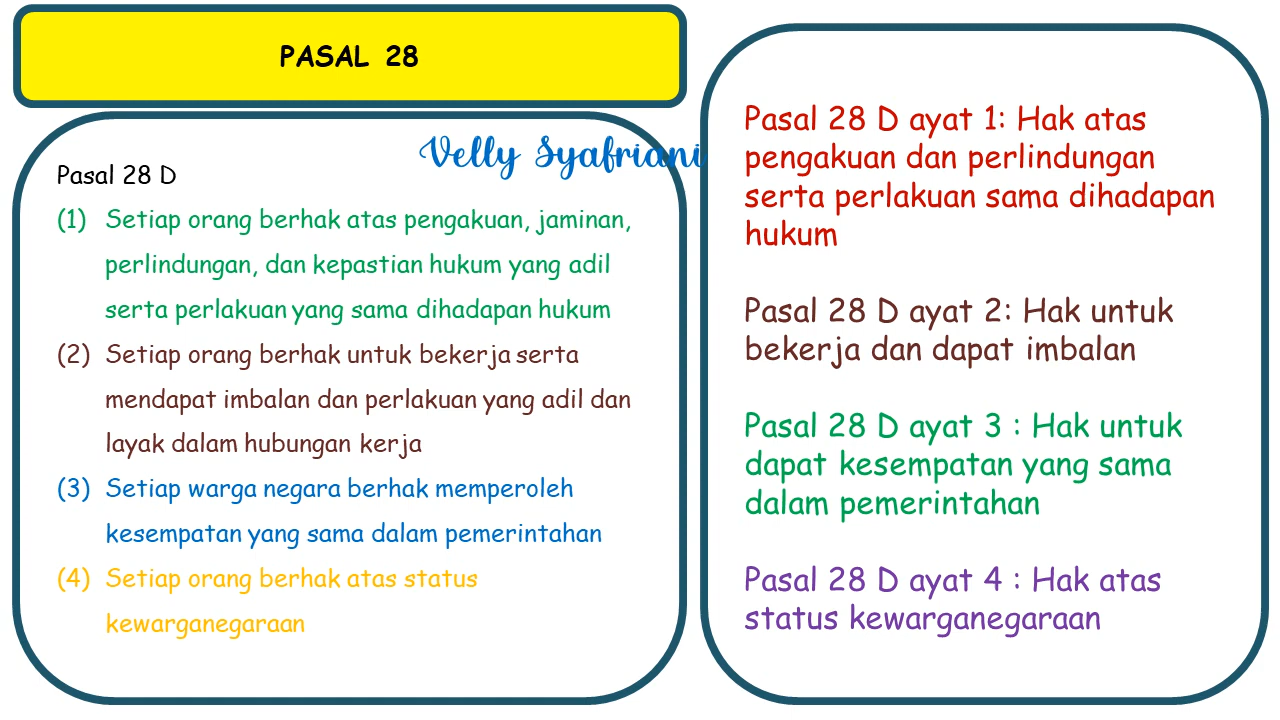 PASAL 28
Velly Syafriani
Pasal 28 D
(1) Setiap orang berhak atas pengakuan, jaminan,
perlindungan, dan kepastian hukum yang adil
serta perlakuan yang sama dihadapan hukum
(2) Setiap orang berhak untuk bekerja serta
mendapat imbalan dan perlakuan yang adil dan
layak dalam hubungan kerja
(3) Setiap warga negara berhak memperoleh
kesempatan yang sama dalam pemerintahan
(4) Setiap orang berhak atas status
kewarganegaraan
Pasal 28 D ayat 1: Hak atas
pengakuan dan perlindungan
serta perlakuan sama dihadapan
hukum
Pasal 28 D ayat 2: Hak untuk
bekerja dan dapat imbalan
Pasal 28 D ayat 3 : Hak untuk
dapat kesempatan yang sama
dalam pemerintahan
Pasal 28 D ayat 4 : Hak atas
status kewarganegaraan